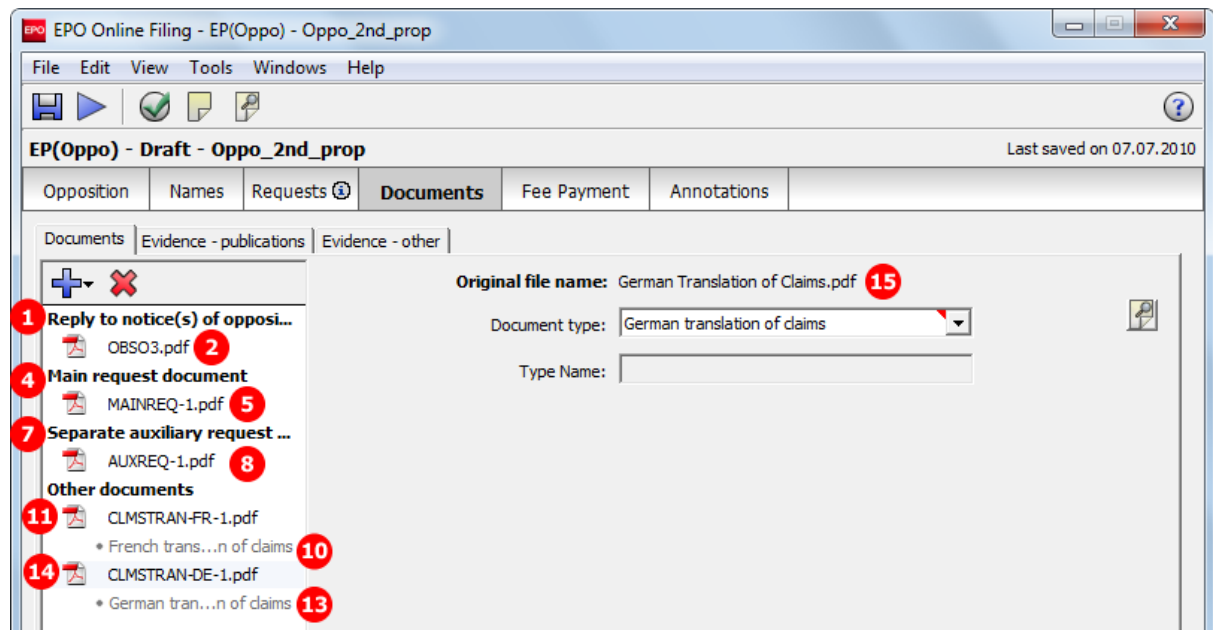 EPO EPO Online Filing - EP(Oppo) - Oppo_2nd_prop
File Edit View Tools Windows Help
EP(Oppo) - Draft - Oppo_2nd_prop Last saved on 07.07.2010
Opposition Names Requests Documents Fee Payment Annotations
Documents Evidence - publications Evidence - other
Original file name: German Translation of Claims.pdf 15
1 Reply to notice(s) of opposi...
Document type: German translation of claims
OBSO3.pdf 2
Type Name:
4 Main request document
MAINREQ-1.pdf 5
7 Separate auxiliary request ...
AUXREQ-1.pdf 8
Other documents
11 CLMSTRAN-FR-1.pdf
• French trans...n of claims 10
14 CLMSTRAN-DE-1.pdf
• German tran...n of claims 13